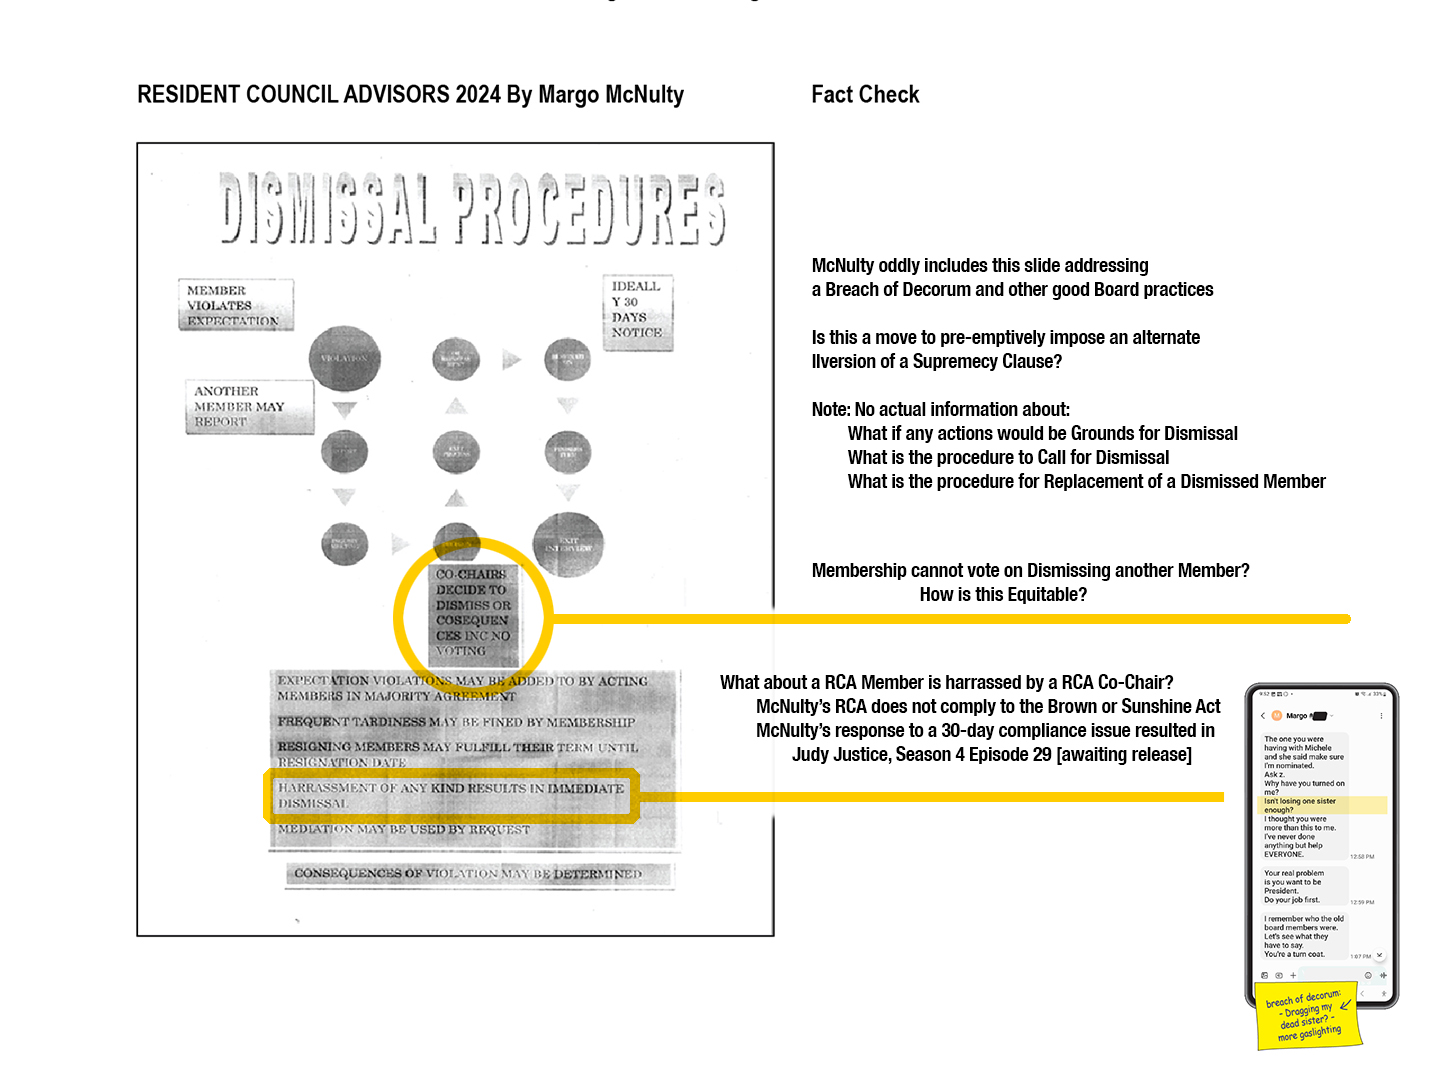 RESIDENT COUNCIL ADVISORS 2024 By Margo McNulty
Fact Check
DISMISSAL PROCEDURES
MEMBER
VIOLATES
EXPECTATION
IDEALL
Y 30
DAYS
NOTICE
VIOLATION
ANOTHER
MEMBER MAY
REPORT
EXIT
PROCESS
EXIT
INTERVIEW
CO-CHAIRS
DECIDE TO
DISMISS OR
COSEQUEN
CES INC NO
VOTING
EXPECTATION VIOLATIONS MAY BE ADDED TO BY ACTING
MEMBERS IN MAJORITY AGREEMENT
FREQUENT TARDINESS MAY BE FINED BY MEMBERSHIP
RESIGNING MEMBERS MAY FULFILL THEIR TERM UNTIL
RESIGNATION DATE
HARRASSMENT OF ANY KIND RESULTS IN IMMEDIATE
DISMISSAL
MEDIATION MAY BE USED BY REQUEST
CONSEQUENCES OF VIOLATION MAY BE DETERMINED
McNulty oddly includes this slide addressing
a Breach of Decorum and other good Board practices
Is this a move to pre-emptively impose an alternate
llversion of a Supremecy Clause?
Note: No actual information about:
What if any actions would be Grounds for Dismissal
What is the procedure to Call for Dismissal
What is the procedure for Replacement of a Dismissed Member
Membership cannot vote on Dismissing another Member?
How is this Equitable?
What about a RCA Member is harrassed by a RCA Co-Chair?
McNulty's RCA does not comply to the Brown or Sunshine Act
McNulty's response to a 30-day compliance issue resulted in
Judy Justice, Season 4 Episode 29 [awaiting release]
9:52
33%
Margo
The one you were
having with Michele
and she said make sure
I'm nominated.
Ask z.
Why have you turned on
me?
Isn't losing one sister
enough?
I thought you were
more than this to me.
I've never done
anything but help
EVERYONE.
12:58 PM
Your real problem
is you want to be
President.
Do your job first.
12:59 PM
I remember who the old
board members were.
Let's see what they
have to say.
You're a turn coat.
1:07 PM
breach of decorum:
- Dragging my
dead sister? -
more gaslighting